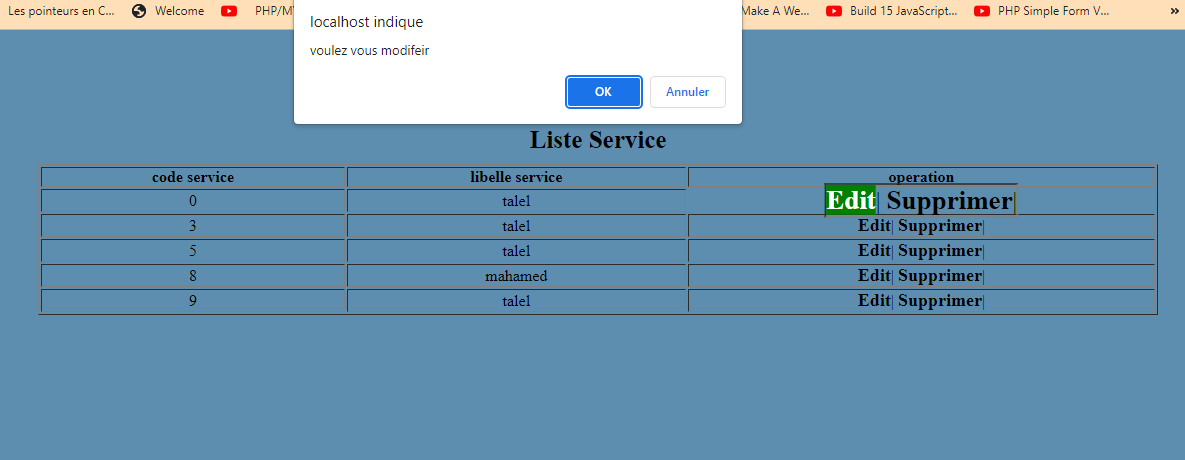 Les pointeurs en C...
Welcome
PHP/M
Make A We...
Build 15 JavaScript...
PHP Simple Form V...
»
localhost indique
voulez vous modifeir
OK
Annuler
Liste Service
code service libelle service operation
0 talel Edit| Supprimer|
3 talel Edit| Supprimer|
5 talel Edit| Supprimer|
8 mahamed Edit| Supprimer|
9 talel Edit| Supprimer|